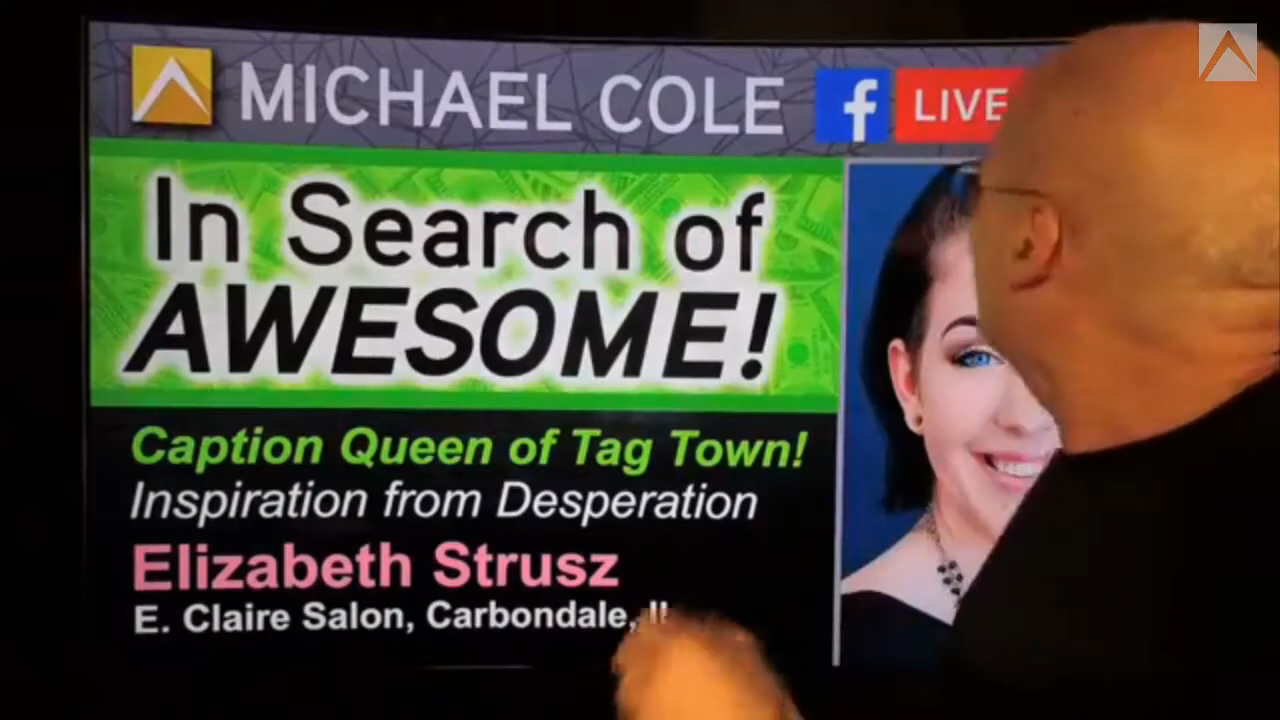 MICHAEL COLE
f LIVE
In Search of
AWESOME!
Caption Queen of Tag Town!
Inspiration from Desperation
Elizabeth Strusz
E. Claire Salon, Carbondale,